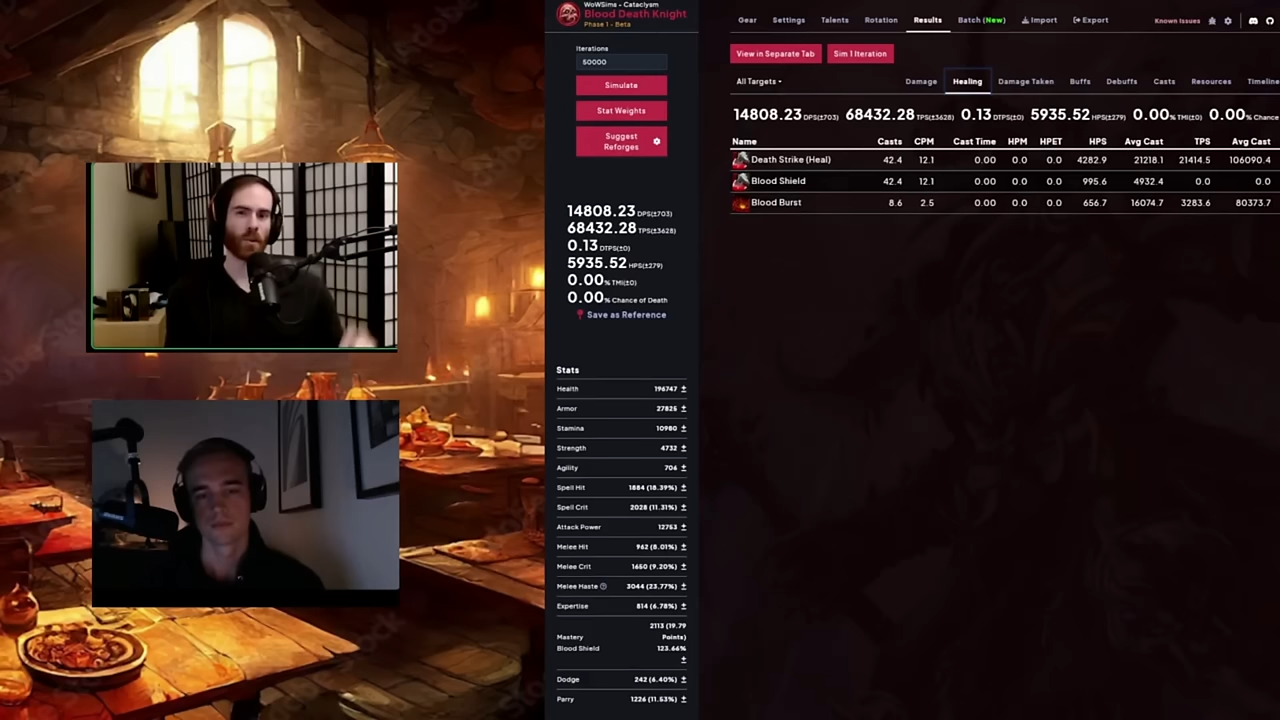 WoWSims - Cataclysm
Blood Death Knight
Phase 1 - Beta
Iterations
50000
Simulate
Stat Weights
Suggest
Reforges
14808.23 DPS(±703)
68432.28 TPS(±3628)
0.13 DTPS(±0)
5935.52 HPS(±279)
0.00% TMI(±0)
0.00% Chance of Death
Save as Reference
Stats
Health 196747
Armor 27825
Stamina 10980
Strength 4732
Agility 706
Spell Hit 1884 (18.39%)
Spell Crit 2028 (11.31%)
Attack Power 12753
Melee Hit 962 (8.01%)
Melee Crit 1650 (9.20%)
Melee Haste 3044 (23.77%)
Expertise 814 (6.78%)
2113 (19.79
Mastery Points)
Blood Shield 123.66%
Dodge 242 (6.40%)
Parry 1226 (11.53%)
Gear Settings Talents Rotation Results Batch (New) Import Export Known Issues
View in Separate Tab Sim 1 Iteration
All Targets Damage Healing Damage Taken Buffs Debuffs Casts Resources Timeline
14808.23 DPS(±703) 68432.28 TPS(±3628) 0.13 DTPS(±0) 5935.52 HPS(±279) 0.00% TMI(±0) 0.00% Chance
Name Casts CPM Cast Time HPM HPET HPS Avg Cast TPS Avg Cast
Death Strike (Heal) 42.4 12.1 0.00 0.0 0.0 4282.9 21218.1 21414.5 106090.4
Blood Shield 42.4 12.1 0.00 0.0 0.0 995.6 4932.4 0.0 0.0
Blood Burst 8.6 2.5 0.00 0.0 0.0 656.7 16074.7 3283.6 80373.7